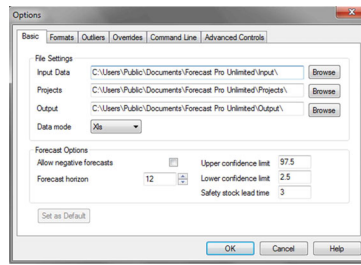 Options
Basic Formats Outliers Overrides Command Line Advanced Controls
File Settings
Input Data C:\Users\Public\Documents\Forecast Pro Unlimited\Input\ Browse
Projects C:\Users\Public\Documents\Forecast Pro Unlimited\Projects\ Browse
Output C:\Users\Public\Documents\Forecast Pro Unlimited\Output\ Browse
Data mode Xls
Forecast Options
Allow negative forecasts Upper confidence limit 97.5
Forecast horizon 12 Lower confidence limit 2.5
Safety stock lead time 3
Set as Default
OK Cancel Help